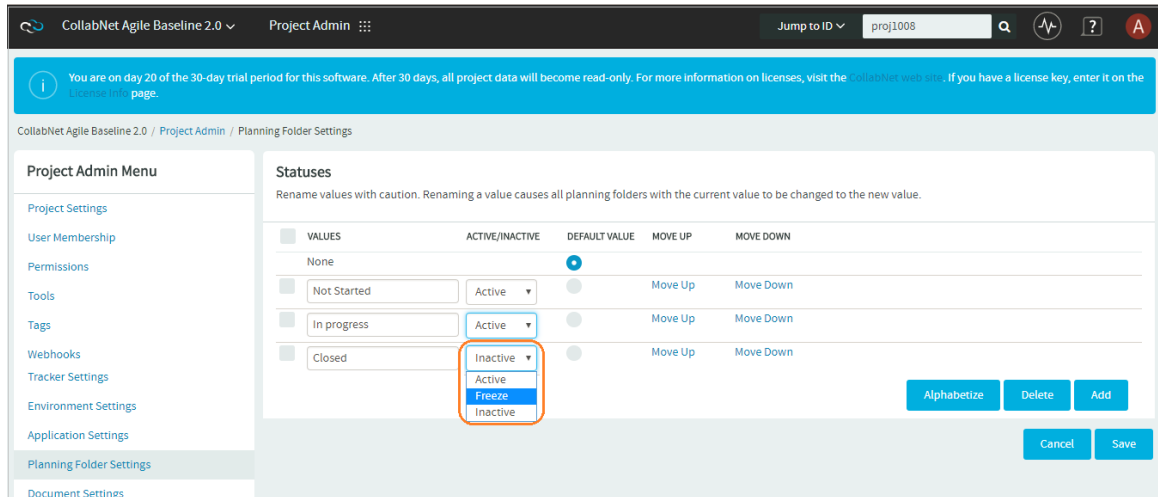 CollabNet Agile Baseline 2.0 Project Admin Jump to ID proj1008 ? A
You are on day 20 of the 30-day trial period for this software. After 30 days, all project data will become read-only. For more information on licenses, visit the CollabNet web site. If you have a license key, enter it on the
License Info page.
CollabNet Agile Baseline 2.0 / Project Admin / Planning Folder Settings
Project Admin Menu
Project Settings
User Membership
Permissions
Tools
Tags
Webhooks
Tracker Settings
Environment Settings
Application Settings
Planning Folder Settings
Document Settings
Statuses
Rename values with caution. Renaming a value causes all planning folders with the current value to be changed to the new value.
VALUES ACTIVE/INACTIVE DEFAULT VALUE MOVE UP MOVE DOWN
None
Not Started Active Move Up Move Down
In progress Active Move Up Move Down
Closed Inactive Move Up Move Down
Active
Freeze
Inactive
Alphabetize Delete Add
Cancel Save